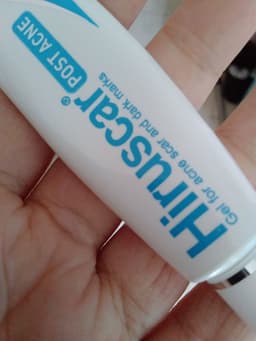 Hiruscar®
POST ACNE
Gel for acne scar and dark marks